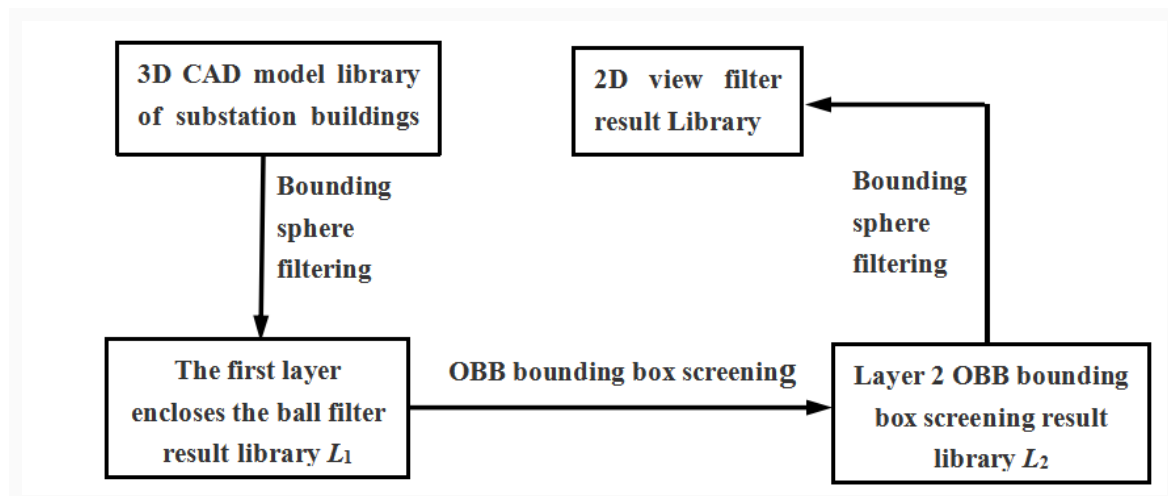 3D CAD model library
of substation buildings
2D view filter
result Library
Bounding
sphere
filtering
Bounding
sphere
filtering
The first layer
encloses the ball filter
result library L1
OBB bounding box screening
Layer 2 OBB bounding
box screening result
library L2